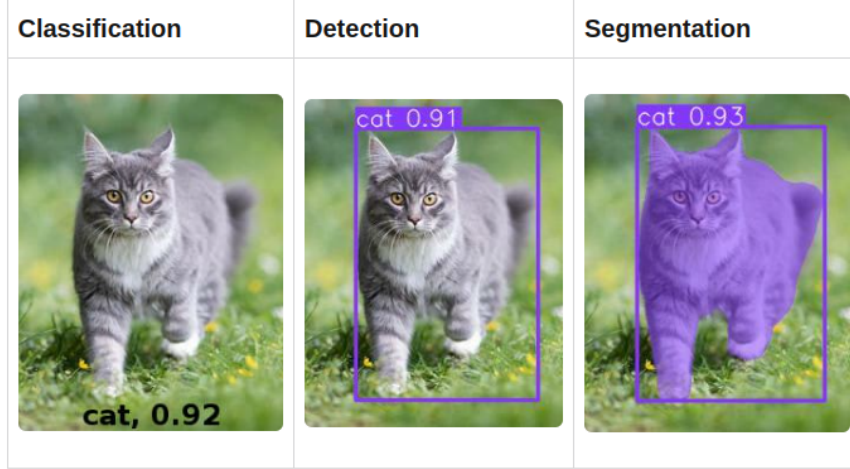 Classification
Detection
Segmentation
cat, 0.92
cat 0.91
cat 0.93